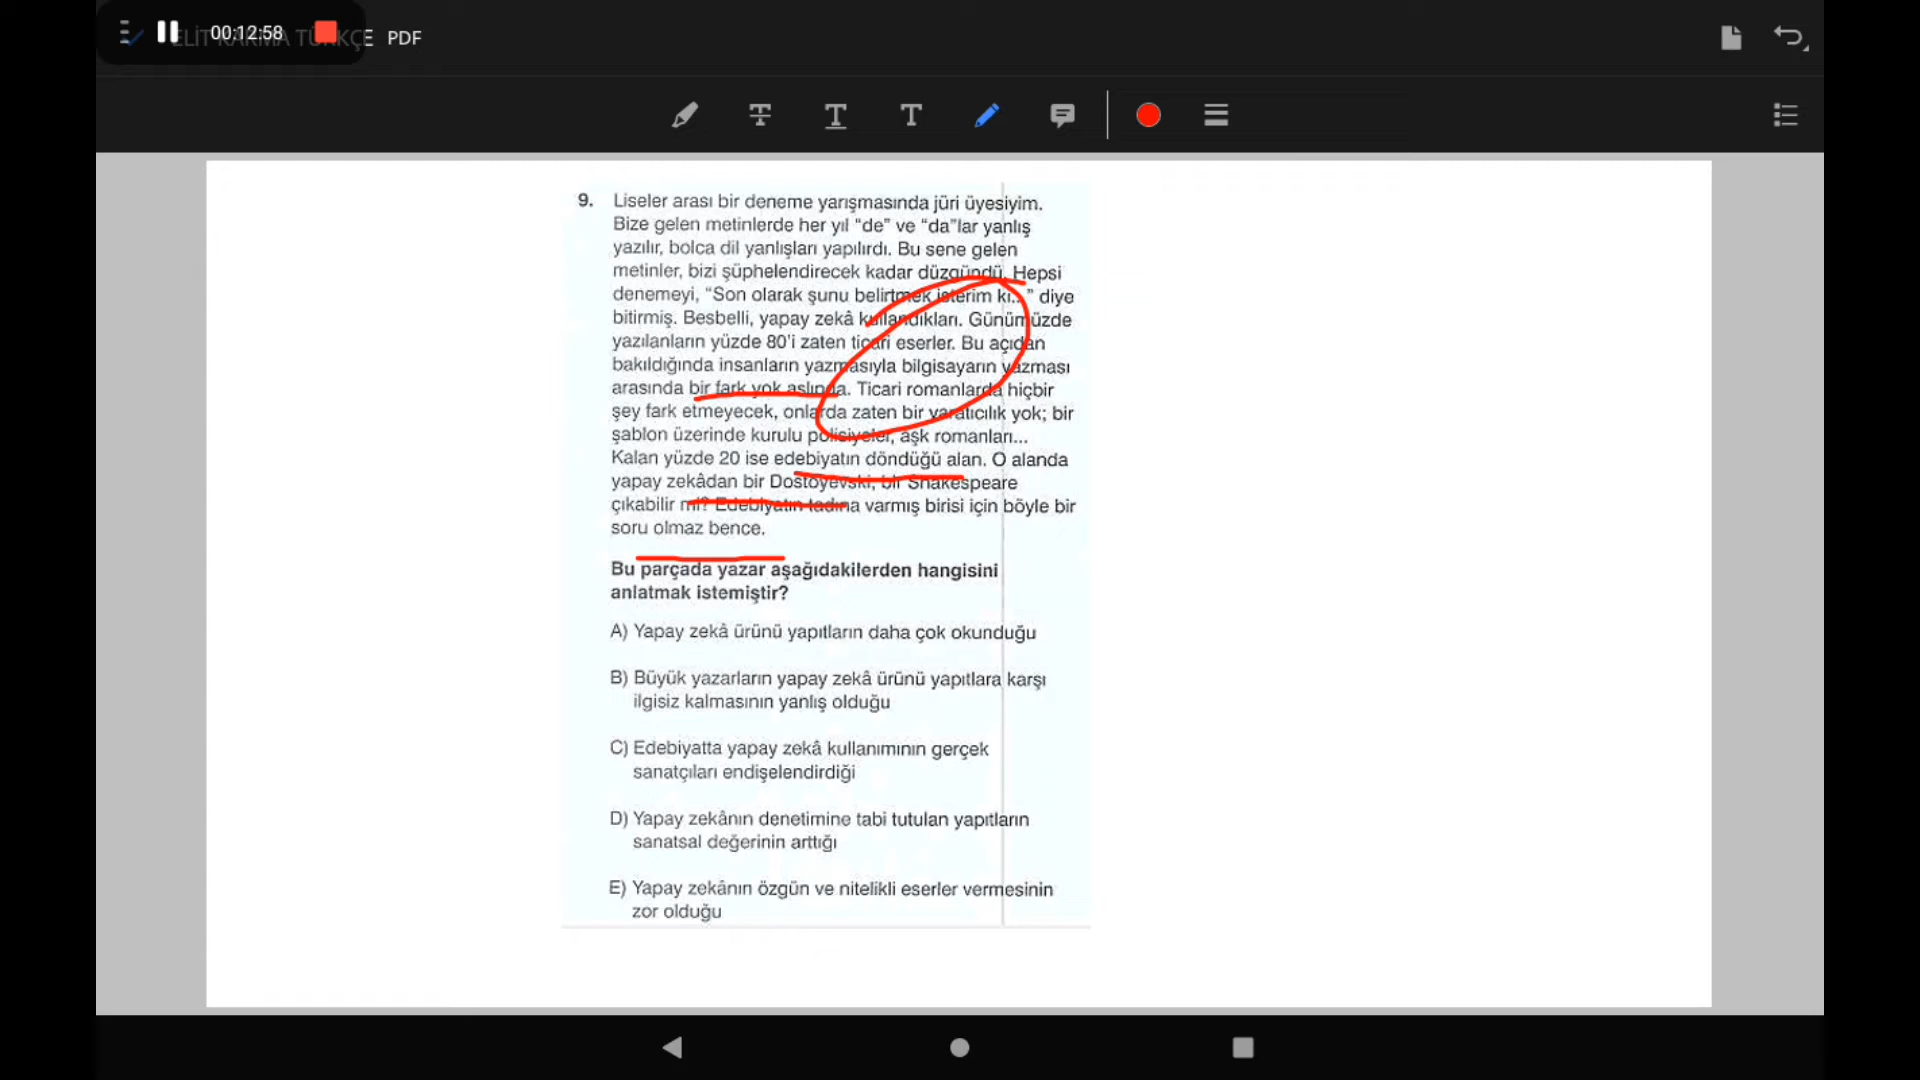 00:12:58
ELİT KARMA TÜRKÇE PDF
9. Liseler arası bir deneme yarışmasında jüri üyesiyim.
Bize gelen metinlerde her yıl “de” ve “da”lar yanlış
yazılır, bolca dil yanlışları yapılırdı. Bu sene gelen
metinler, bizi şüphelendirecek kadar düzgündü. Hepsi
denemeyi, “Son olarak şunu belirtmek isterim ki...” diye
bitirmiş. Besbelli, yapay zekâ kullandıkları. Günümüzde
yazılanların yüzde 80’i zaten ticari eserler. Bu açıdan
bakıldığında insanların yazmasıyla bilgisayarın yazması
arasında bir fark yok aslında. Ticari romanlarda hiçbir
şey fark etmeyecek, onlarda zaten bir yaratıcılık yok; bir
şablon üzerinde kurulu polisiyeler, aşk romanları...
Kalan yüzde 20 ise edebiyatın döndüğü alan. O alanda
yapay zekâdan bir Dostoyevski, bir Shakespeare
çıkabilir mi? Edebiyatın tadına varmış birisi için böyle bir
soru olmaz bence.
Bu parçada yazar aşağıdakilerden hangisini
anlatmak istemiştir?
A) Yapay zekâ ürünü yapıtların daha çok okunduğu
B) Büyük yazarların yapay zekâ ürünü yapıtlara karşı
ilgisiz kalmasının yanlış olduğu
C) Edebiyatta yapay zekâ kullanımının gerçek
sanatçıları endişelendirdiği
D) Yapay zekânın denetimine tabi tutulan yapıtların
sanatsal değerinin arttığı
E) Yapay zekânın özgün ve nitelikli eserler vermesinin
zor olduğu